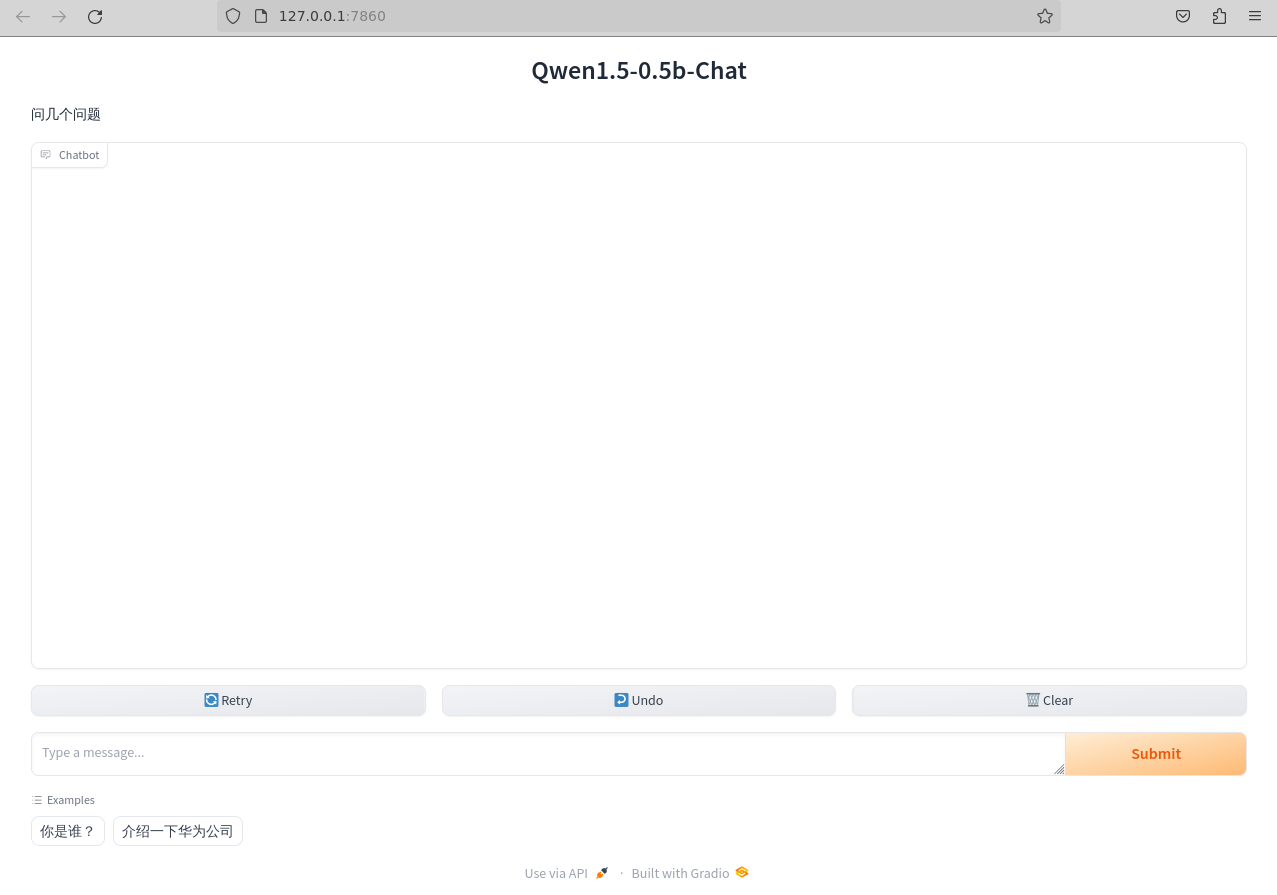 127.0.0.1:7860
Qwen1.5-0.5b-Chat
问几个问题
Chatbot
Retry
Undo
Clear
Type a message...
Submit
Examples
你是谁？
介绍一下华为公司
Use via API · Built with Gradio